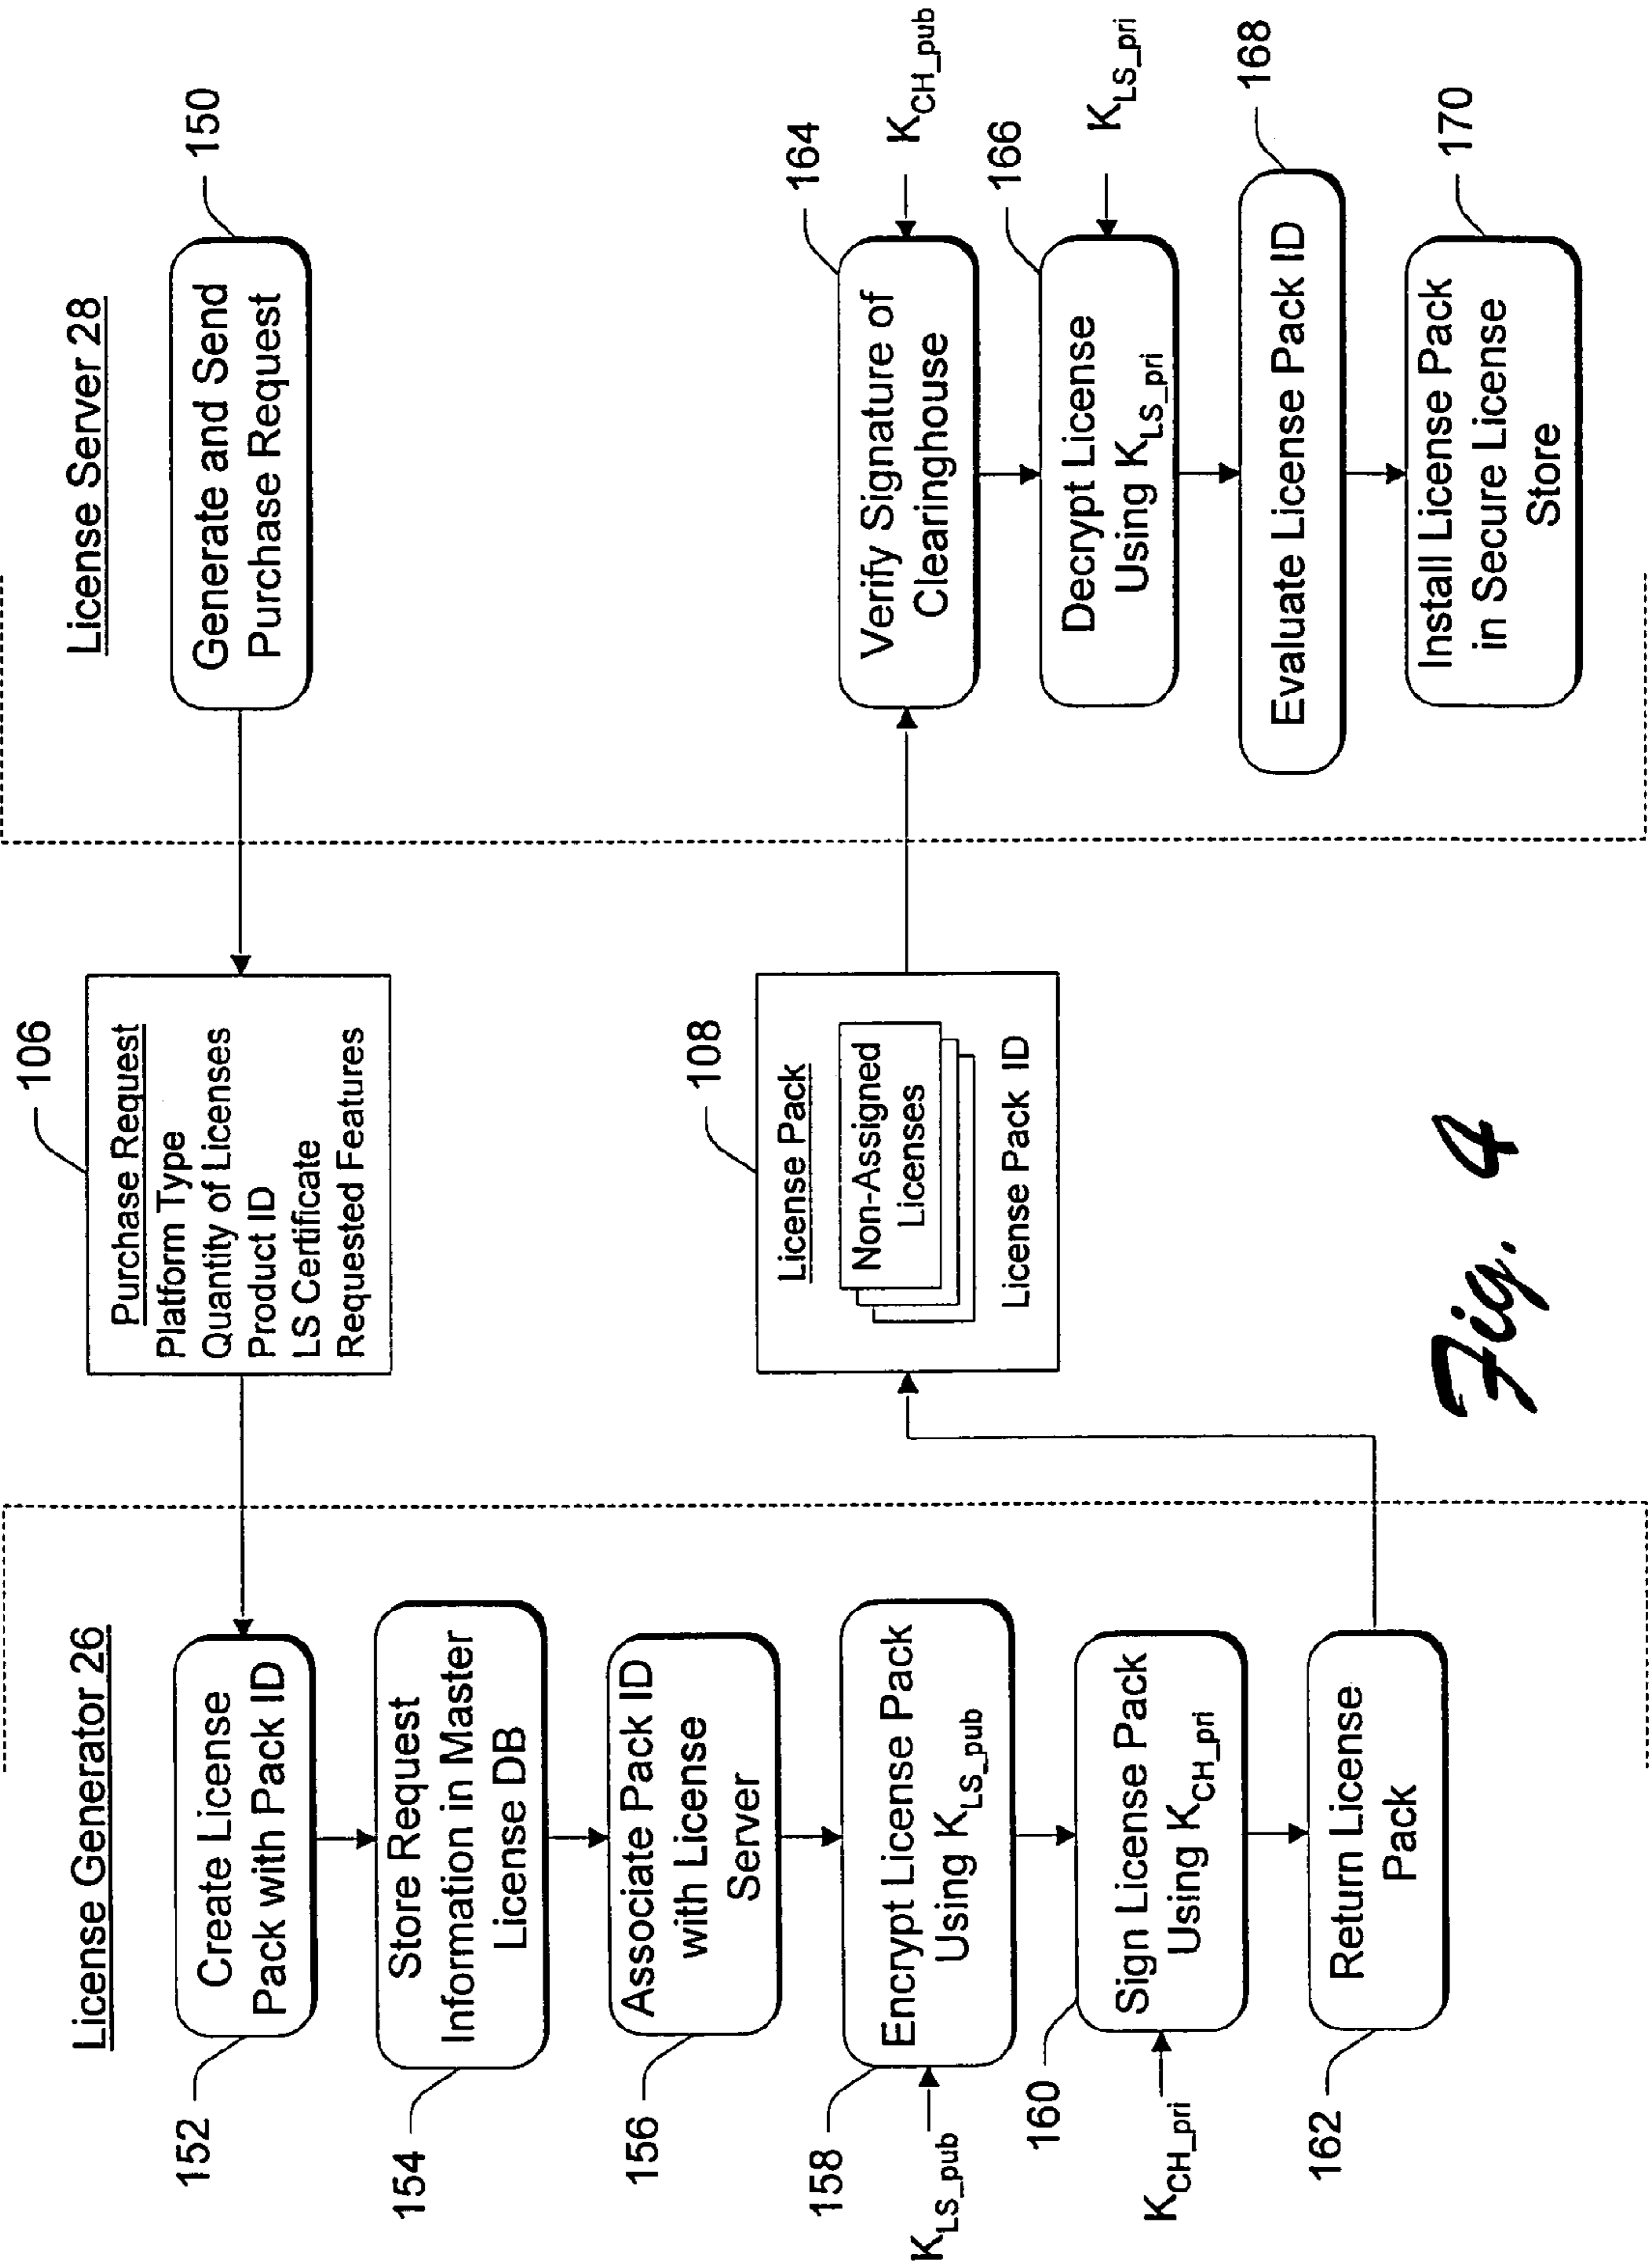 License Generator 26
152
Create License
Pack with Pack ID
154
Store Request
Information in Master
License DB
156
Associate Pack ID
with License
Server
158
Encrypt License Pack
Using K_LS_pub
K_LS_pub
160
Sign License Pack
Using K_CH_pri
K_CH_pri
162
Return License
Pack
106
Purchase Request
Platform Type
Quantity of Licenses
Product ID
LS Certificate
Requested Features
108
License Pack
Non-Assigned
Licenses
License Pack ID
License Server 28
150
Generate and Send
Purchase Request
164
Verify Signature of
Clearinghouse
K_CH_pub
166
Decrypt License
Using K_LS_pri
K_LS_pri
168
Evaluate License Pack ID
170
Install License Pack
in Secure License
Store
Fig. 4